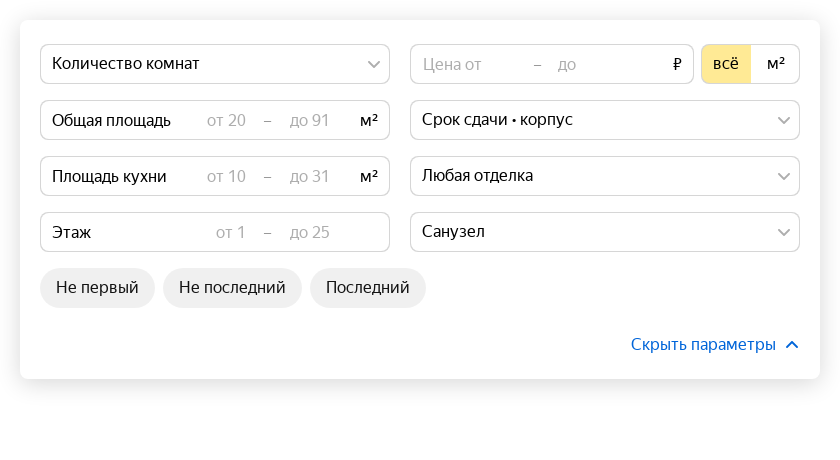 Количество комнат
Цена от – до ₽ всё м²
Общая площадь от 20 – до 91 м²
Срок сдачи • корпус
Площадь кухни от 10 – до 31 м²
Любая отделка
Этаж от 1 – до 25
Санузел
Не первый Не последний Последний
Скрыть параметры